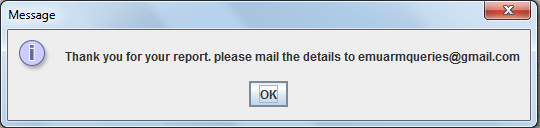 Message
Thank you for your report. please mail the details to emuarmqueries@gmail.com
OK